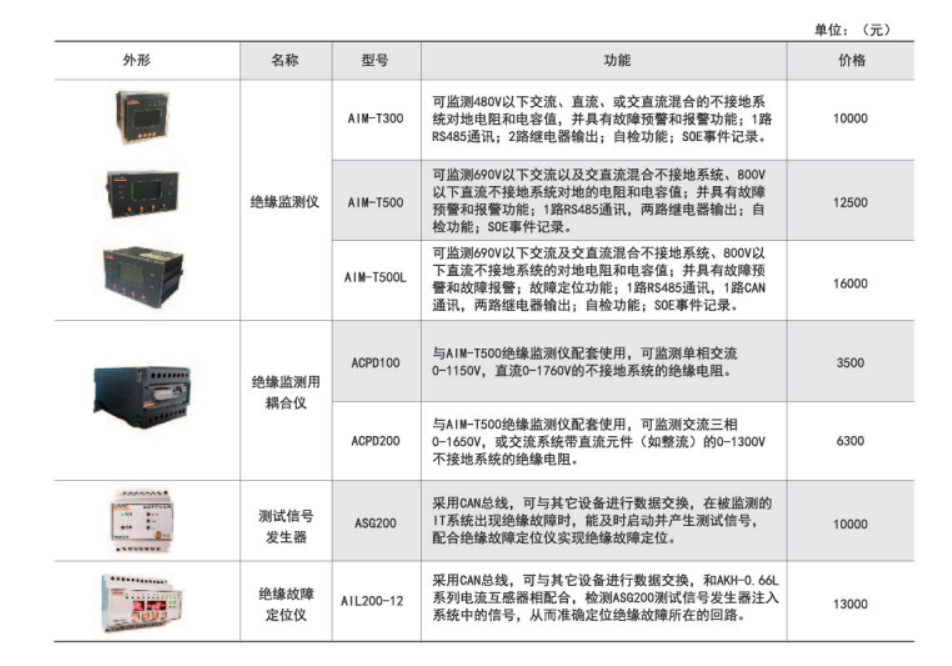 单位：（元）
外形 名称 型号 功能 价格
绝缘监测仪
AIM-T300
可监测480V以下交流、直流、或交直流混合的不接地系
统对地电阻和电容值，并具有故障预警和报警功能；1路
RS485通讯；2路继电器输出；自检功能；SOE事件记录。
10000
AIM-T500
可监测690V以下交流以及交直流混合不接地系统、800V
以下直流不接地系统对地的电阻和电容值；并具有故障
预警和报警功能；1路RS485通讯，两路继电器输出；自
检功能；SOE事件记录。
12500
AIM-T500L
可监测690V以下交流及交直流混合不接地系统、800V以
下直流不接地系统的对地电阻和电容值；并具有故障预
警和故障报警；故障定位功能；1路RS485通讯，1路CAN
通讯，两路继电器输出；自检功能；SOE事件记录。
16000
绝缘监测用
耦合仪
ACPD100
与AIM-T500绝缘监测仪配套使用，可监测单相交流
0-1150V，直流0-1760V的不接地系统的绝缘电阻。
3500
ACPD200
与AIM-T500绝缘监测仪配套使用，可监测交流三相
0-1650V，或交流系统带直流元件（如整流）的0-1300V
不接地系统的绝缘电阻。
6300
测试信号
发生器
ASG200
采用CAN总线，可与其它设备进行数据交换，在被监测的
IT系统出现绝缘故障时，能及时启动并产生测试信号，
配合绝缘故障定位仪实现绝缘故障定位。
10000
绝缘故障
定位仪
AIL200-12
采用CAN总线，可与其它设备进行数据交换，和AKH-0.66L
系列电流互感器相配合，检测ASG200测试信号发生器注入
系统中的信号，从而准确定位绝缘故障所在的回路。
13000